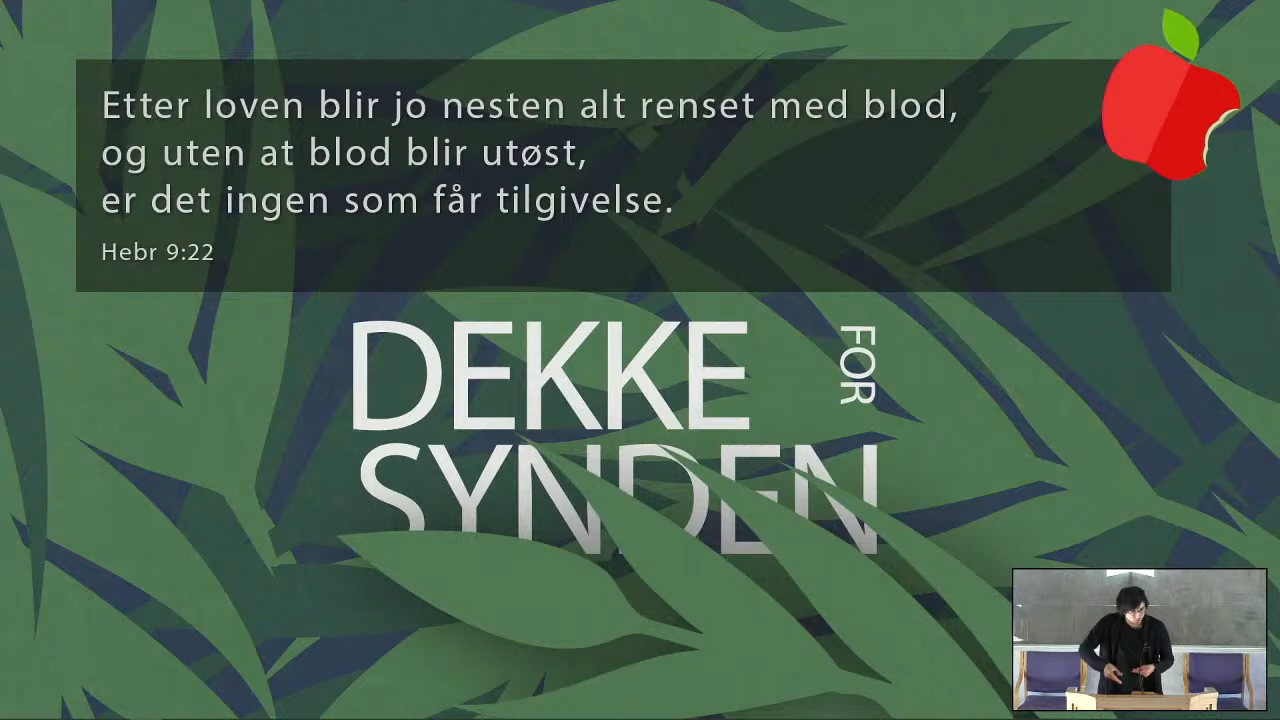 Etter loven blir jo nesten alt renset med blod,
og uten at blod blir utøst,
er det ingen som får tilgivelse.
Hebr 9:22
DEKKE
FOR
SYNDEN